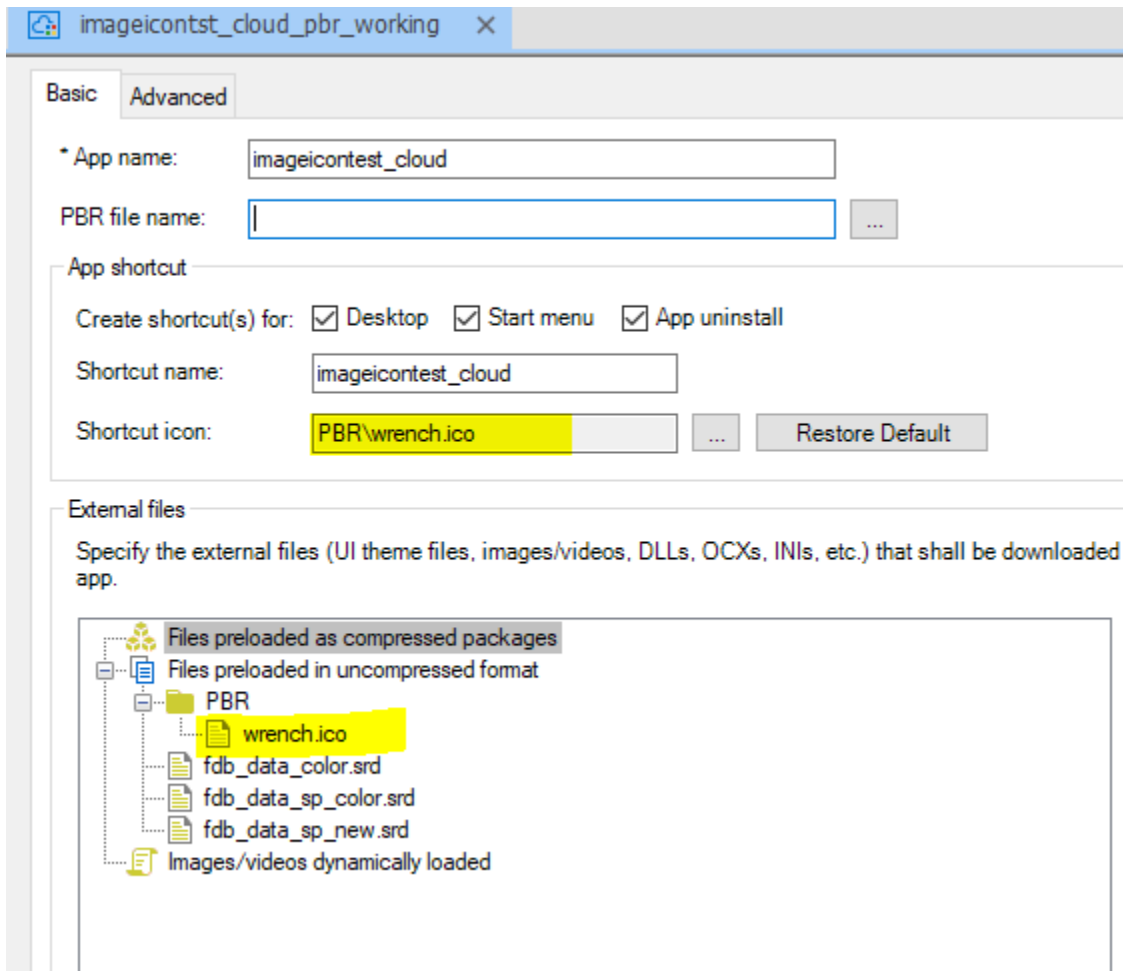 imageicontst_cloud_pbr_working
Basic Advanced
* App name: imageicontest_cloud
PBR file name: ...
App shortcut
Create shortcut(s) for: Desktop Start menu App uninstall
Shortcut name: imageicontest_cloud
Shortcut icon: PBR\wrench.ico ... Restore Default
External files
Specify the external files (UI theme files, images/videos, DLLs, OCXs, INIs, etc.) that shall be downloaded
app.
Files preloaded as compressed packages
Files preloaded in uncompressed format
PBR
wrench.ico
fdb_data_color.srd
fdb_data_sp_color.srd
fdb_data_sp_new.srd
Images/videos dynamically loaded